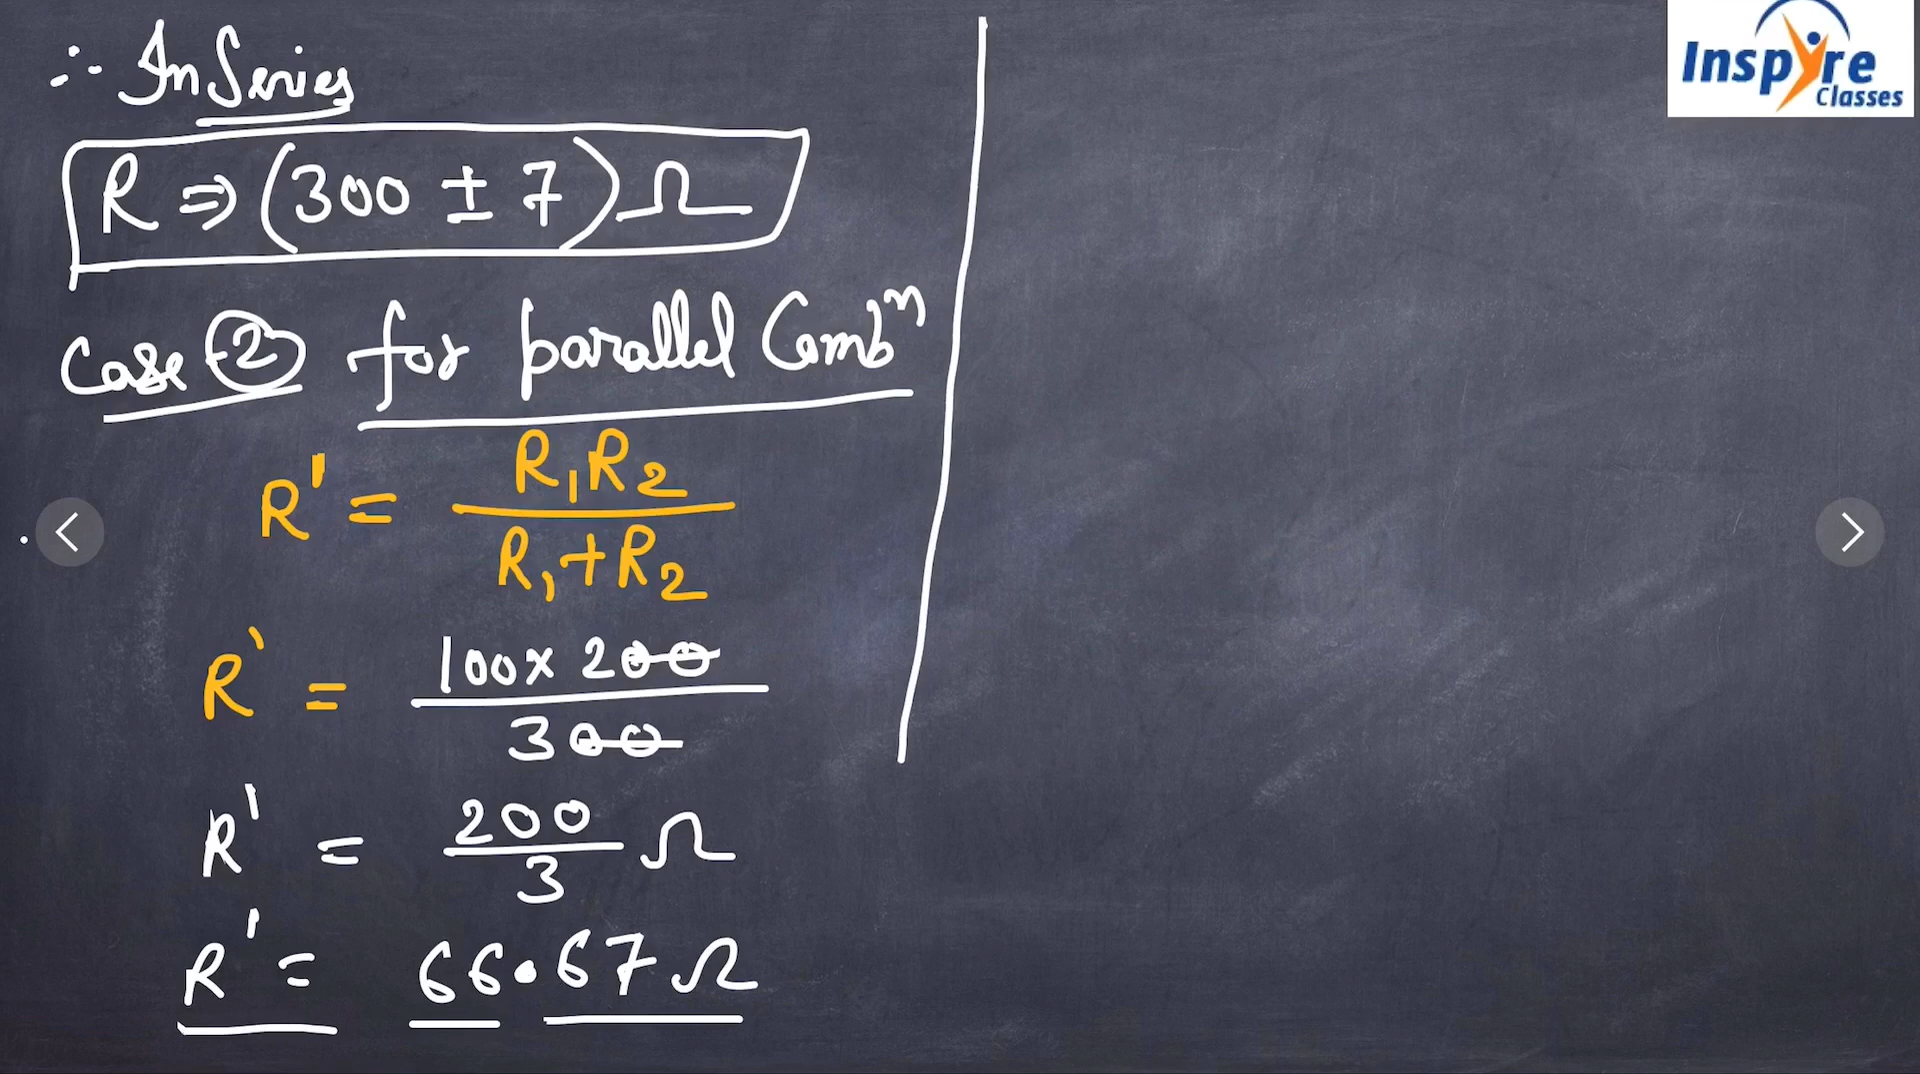 ∴ In Series
R ⇒ (300 ± 7) Ω
Case ② for parallel Combⁿ
R' = R₁R₂ / R₁+R₂
R' = 100 x 200 / 300
R' = 200 / 3 Ω
R' = 66.67 Ω
Inspire
Classes